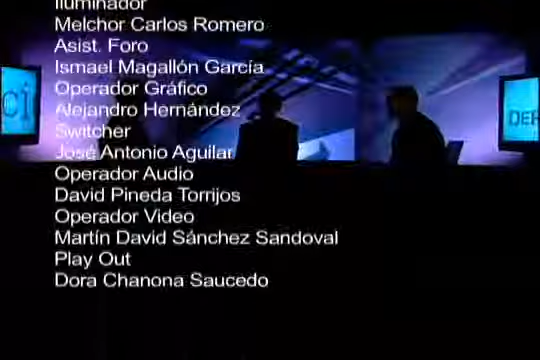 Iluminador
Melchor Carlos Romero
Asist. Foro
Ismael Magallón García
Operador Gráfico
Alejandro Hernández
Switcher
José Antonio Aguilar
Operador Audio
David Pineda Torrijos
Operador Video
Martín David Sánchez Sandoval
Play Out
Dora Chanona Saucedo